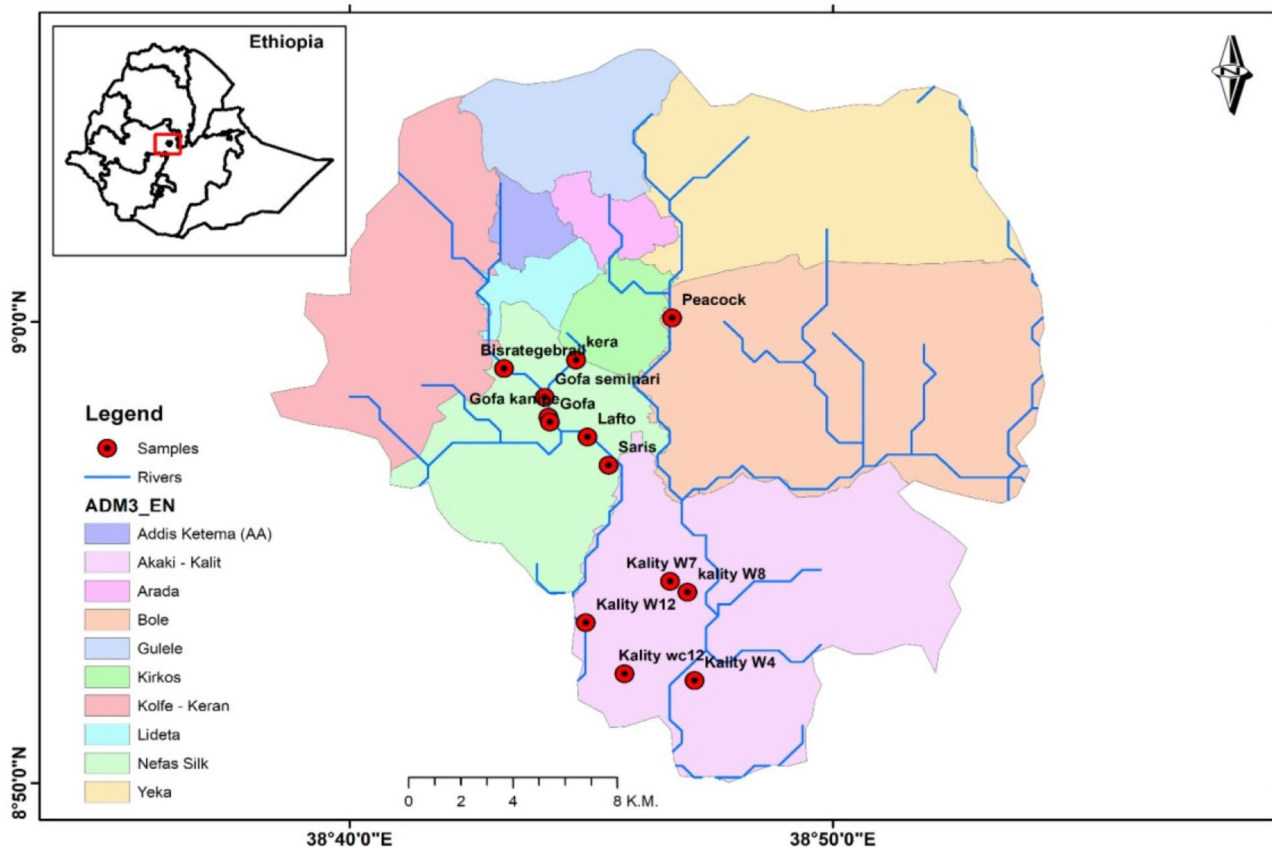 Ethiopia
N
9°0'0"N
8°50'0"N
Peacock
kera
Bisrategebrail
Gofa seminari
Gofa
Lafto
Saris
Kality W7
kality W8
Kality W12
Kality wc12
Kality W4
Legend
Samples
Rivers
ADM3_EN
Addis Ketema (AA)
Akaki - Kalit
Arada
Bole
Gulele
Kirkos
Kolfe - Keran
Lideta
Nefas Silk
Yeka
0 2 4 8 K.M.
38°40'0"E
38°50'0"E